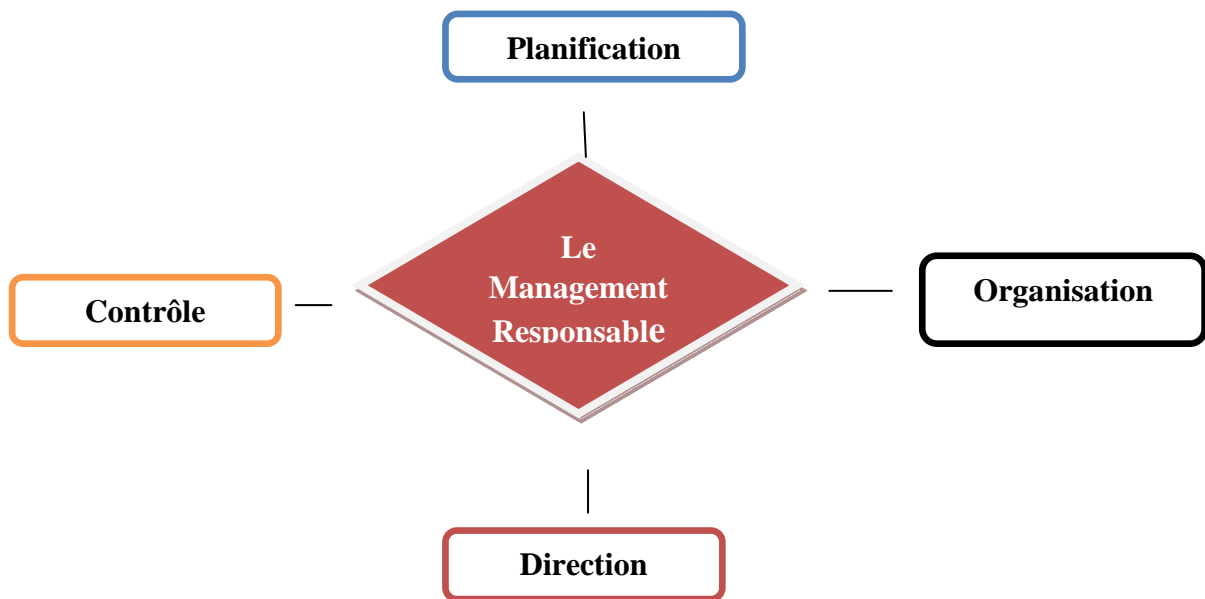 Planification
Le
Management
Responsable
Organisation
Contrôle
Direction